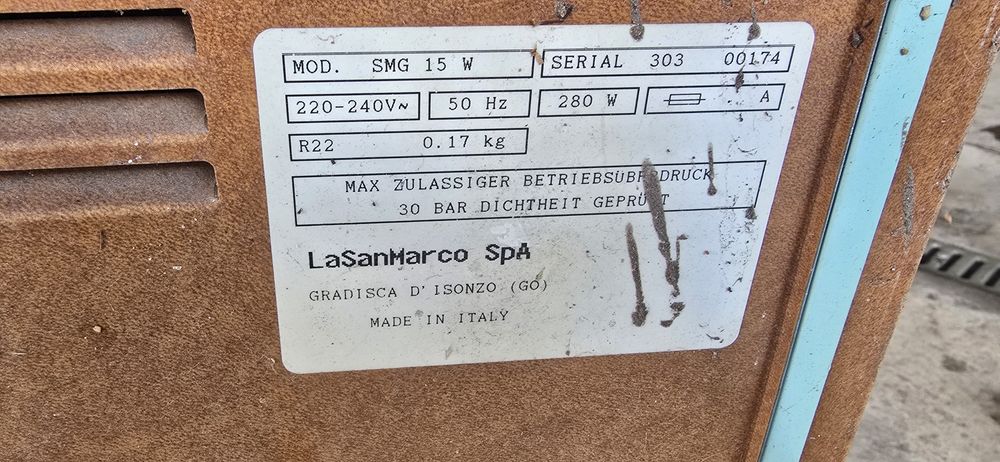 MOD. SMG 15 W
SERIAL 303 00174
220-240V~
50 Hz
280 W
A
R22 0.17 kg
MAX ZULASSIGER BETRIEBSÜBERDRUCK
30 BAR DICHTHEIT GEPRÜFT
LaSanMarco SpA
GRADISCA D'ISONZO (GO)
MADE IN ITALY